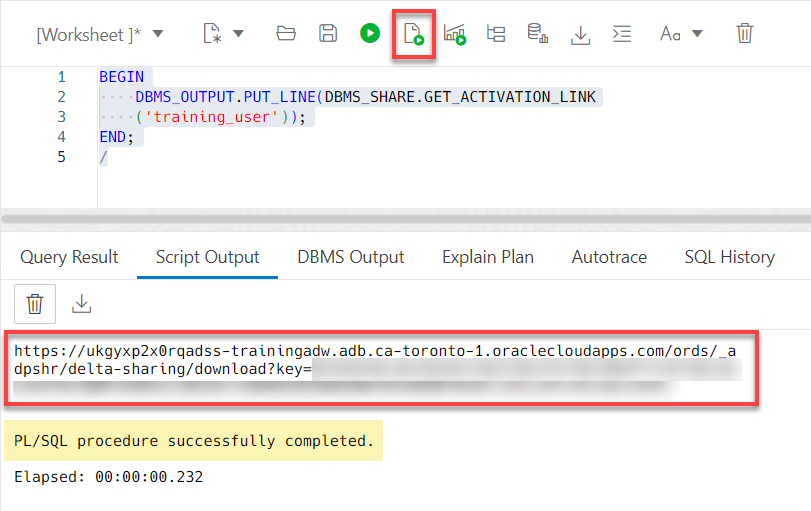 [Worksheet ]*
Aa
1 BEGIN
2 ····DBMS_OUTPUT.PUT_LINE(DBMS_SHARE.GET_ACTIVATION_LINK
3 ····('training_user'));
4 END;
5 /
Query Result Script Output DBMS Output Explain Plan Autotrace SQL History
https://ukgyxp2x0rqadss-trainingadw.adb.ca-toronto-1.oraclecloudapps.com/ords/_a
dpshr/delta-sharing/download?key=
PL/SQL procedure successfully completed.
Elapsed: 00:00:00.232